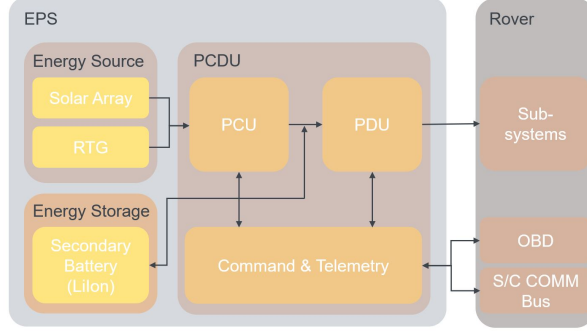 EPS
Rover
Energy Source
PCDU
Solar Array
RTG
PCU
PDU
Sub-
systems
Energy Storage
Secondary
Battery
(LiIon)
Command & Telemetry
OBD
S/C COMM
Bus